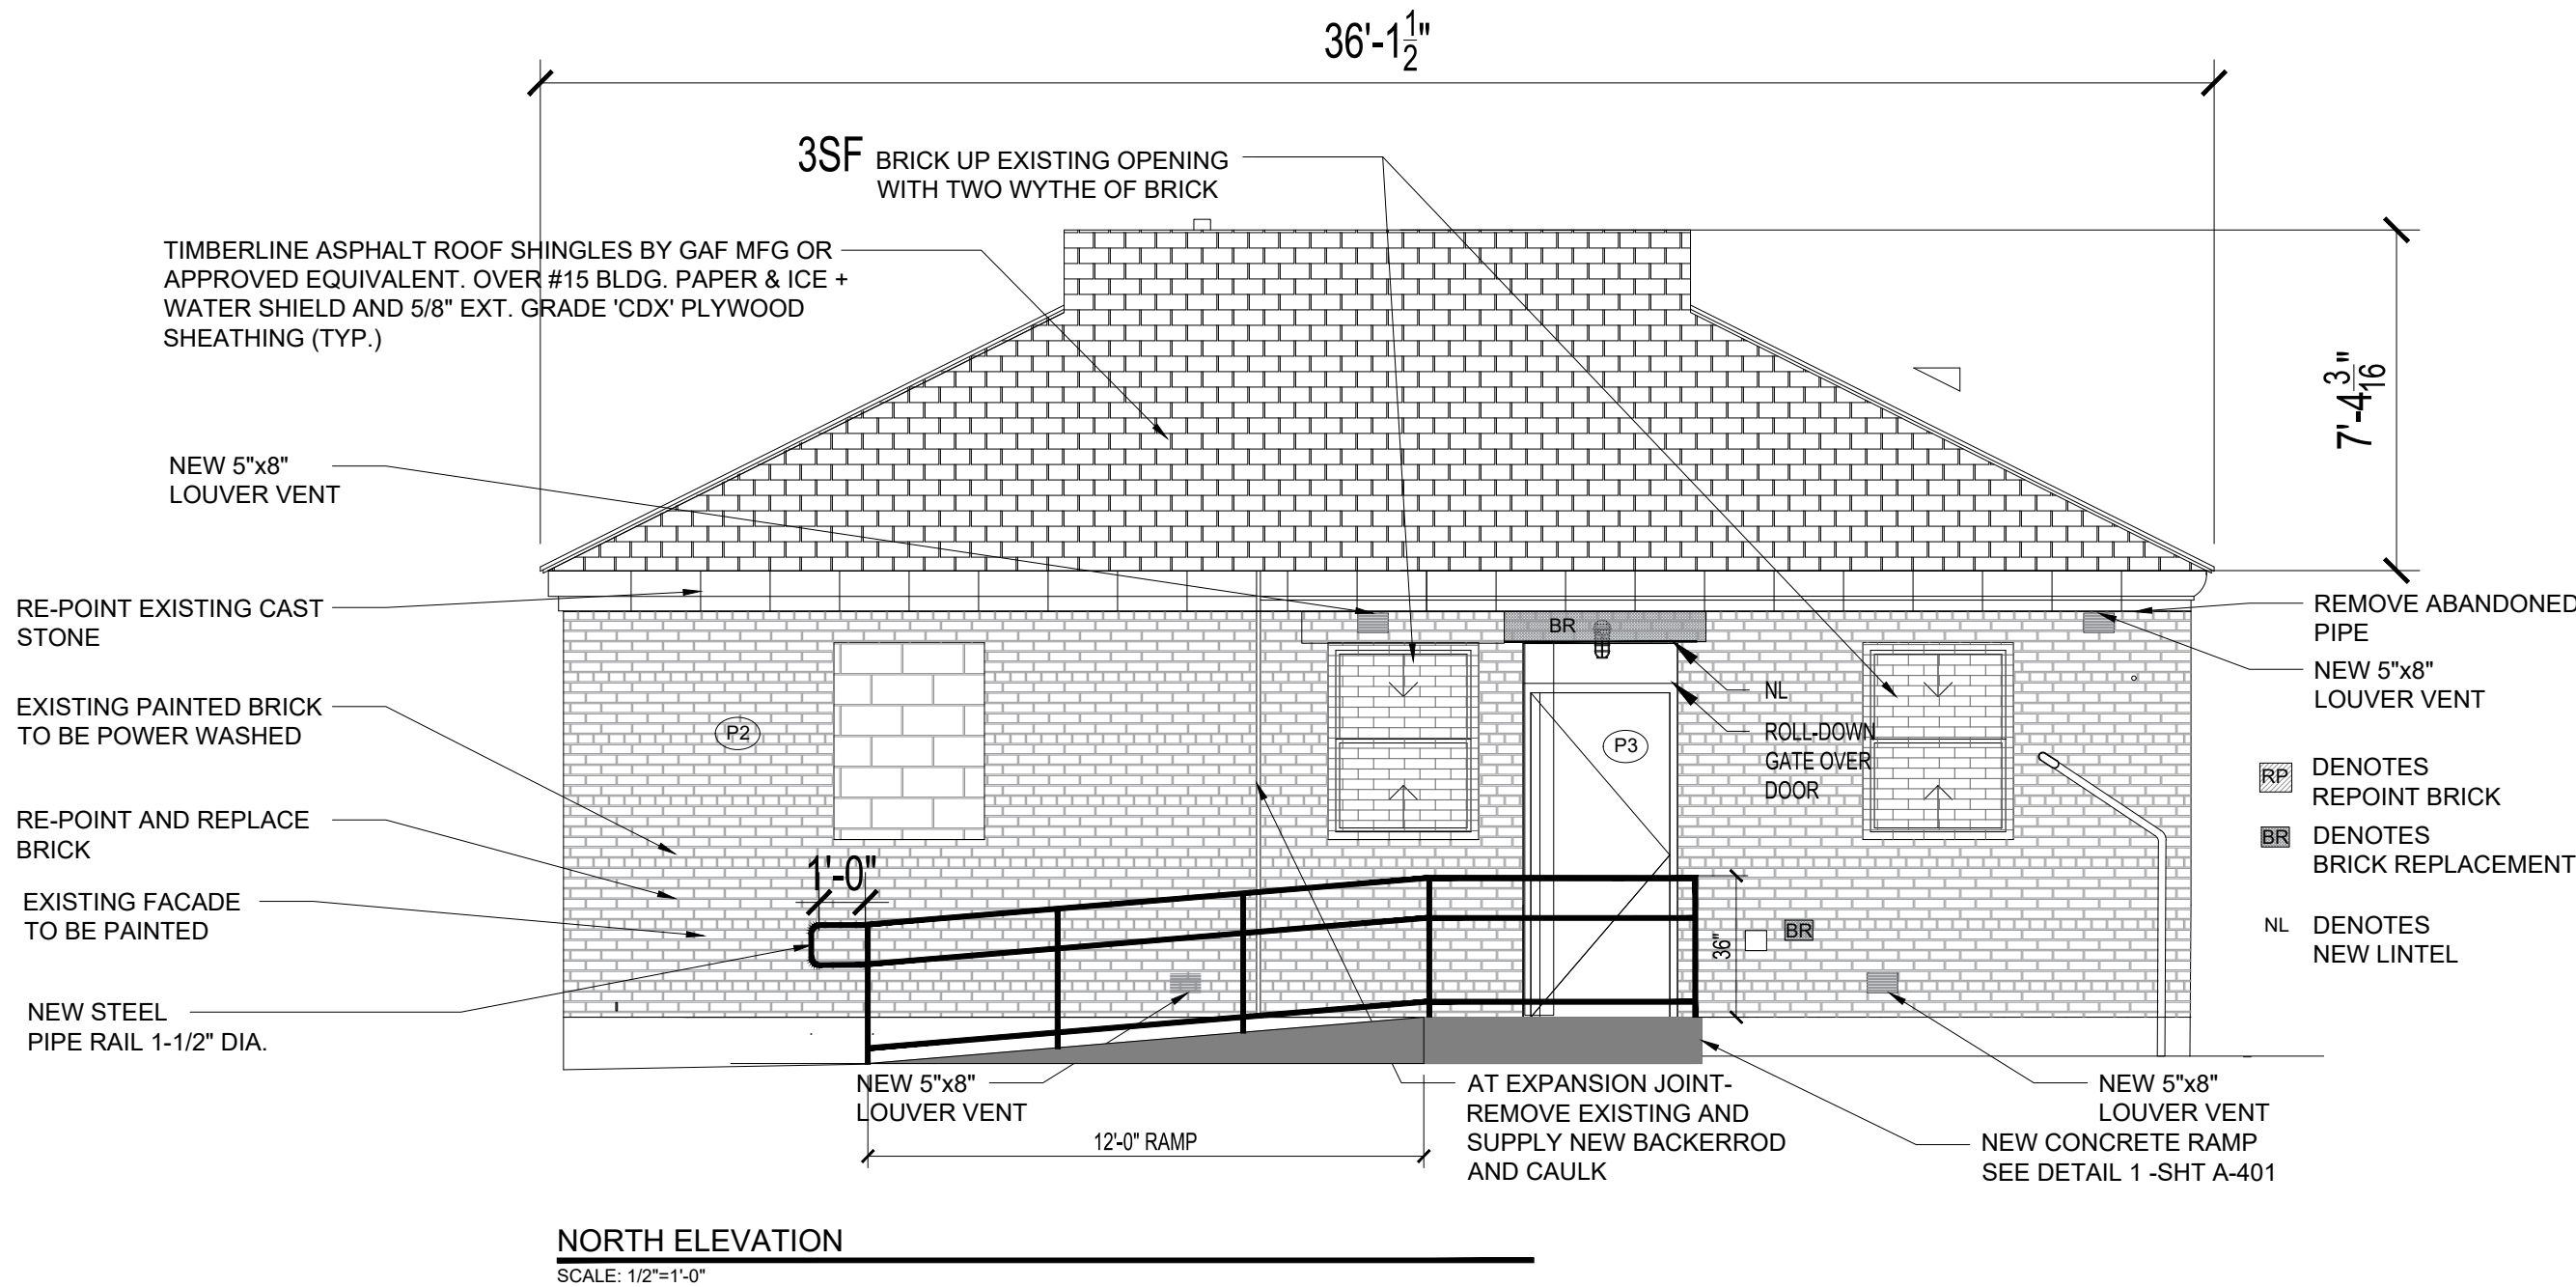 36'-1 1/2"
3SF BRICK UP EXISTING OPENING
WITH TWO WYTHE OF BRICK
TIMBERLINE ASPHALT ROOF SHINGLES BY GAF MFG OR
APPROVED EQUIVALENT. OVER #15 BLDG. PAPER & ICE +
WATER SHIELD AND 5/8" EXT. GRADE 'CDX' PLYWOOD
SHEATHING (TYP.)
7'-4 3/16"
NEW 5"x8"
LOUVER VENT
RE-POINT EXISTING CAST
STONE
EXISTING PAINTED BRICK
TO BE POWER WASHED
RE-POINT AND REPLACE
BRICK
EXISTING FACADE
TO BE PAINTED
NEW STEEL
PIPE RAIL 1-1/2" DIA.
P2
1'-0"
BR
NL
ROLL-DOWN
GATE OVER
DOOR
P3
36"
BR
REMOVE ABANDONED
PIPE
NEW 5"x8"
LOUVER VENT
RP DENOTES
REPOINT BRICK
BR DENOTES
BRICK REPLACEMENT
NL DENOTES
NEW LINTEL
NEW 5"x8"
LOUVER VENT
12'-0" RAMP
AT EXPANSION JOINT-
REMOVE EXISTING AND
SUPPLY NEW BACKERROD
AND CAULK
NEW 5"x8"
LOUVER VENT
NEW CONCRETE RAMP
SEE DETAIL 1 -SHT A-401
NORTH ELEVATION
SCALE: 1/2"=1'-0"